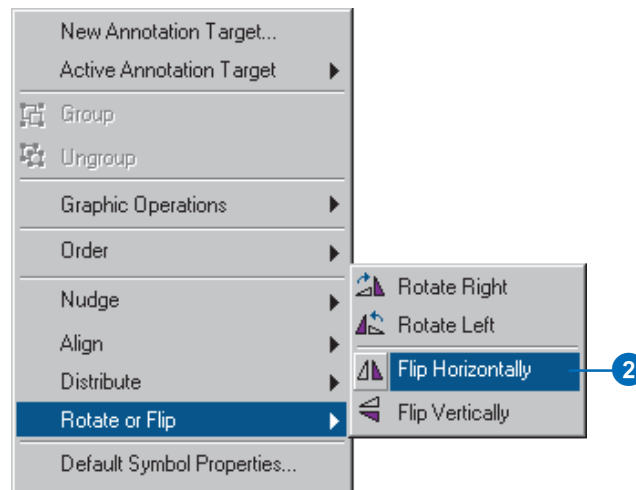 New Annotation Target...
Active Annotation Target
Group
Ungroup
Graphic Operations
Order
Nudge
Align
Distribute
Rotate or Flip
Default Symbol Properties...
Rotate Right
Rotate Left
Flip Horizontally
2
Flip Vertically